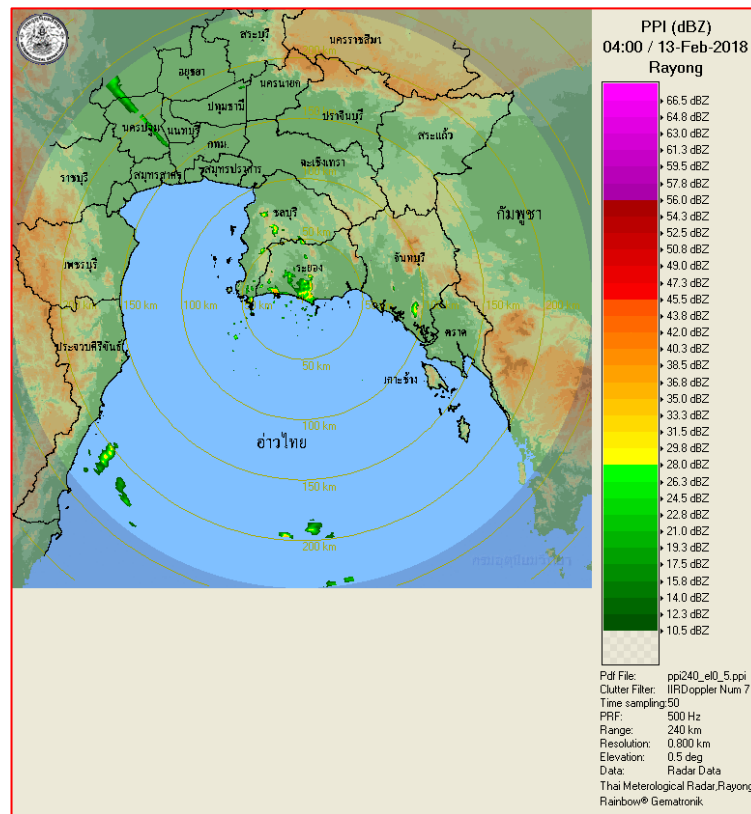 PPI (dBZ)
04:00 / 13-Feb-2018
Rayong
66.5 dBZ
64.8 dBZ
63.0 dBZ
61.3 dBZ
59.5 dBZ
57.8 dBZ
56.0 dBZ
54.3 dBZ
52.5 dBZ
50.8 dBZ
49.0 dBZ
47.3 dBZ
45.5 dBZ
43.8 dBZ
42.0 dBZ
40.3 dBZ
38.5 dBZ
36.8 dBZ
35.0 dBZ
33.3 dBZ
31.5 dBZ
29.8 dBZ
28.0 dBZ
26.3 dBZ
24.5 dBZ
22.8 dBZ
21.0 dBZ
19.3 dBZ
17.5 dBZ
15.8 dBZ
14.0 dBZ
12.3 dBZ
10.5 dBZ
Pdf File: ppi240_el0_5.ppi
Clutter Filter: IIRDoppler Num 7
Time sampling:50
PRF: 500 Hz
Range: 240 km
Resolution: 0.800 km
Elevation: 0.5 deg
Data: Radar Data
Thai Meterological Radar,Rayong
Rainbow® Gematronik
สระบุรี
นครราชสีมา
อยุธยา
นครนายก
ปทุมธานี
ปราจีนบุรี
นครปฐม
นนทบุรี
สระแก้ว
กทม.
ฉะเชิงเทรา
ราชบุรี
สมุทรสาคร
สมุทรปราการ
กัมพูชา
ชลบุรี
เพชรบุรี
ระยอง
จันทบุรี
150 km
100 km
200 km
ประจวบคีรีขันธ์
ตราด
50 km
เกาะช้าง
100 km
อ่าวไทย
150 km
200 km
กรมอุตุนิยมวิทยา